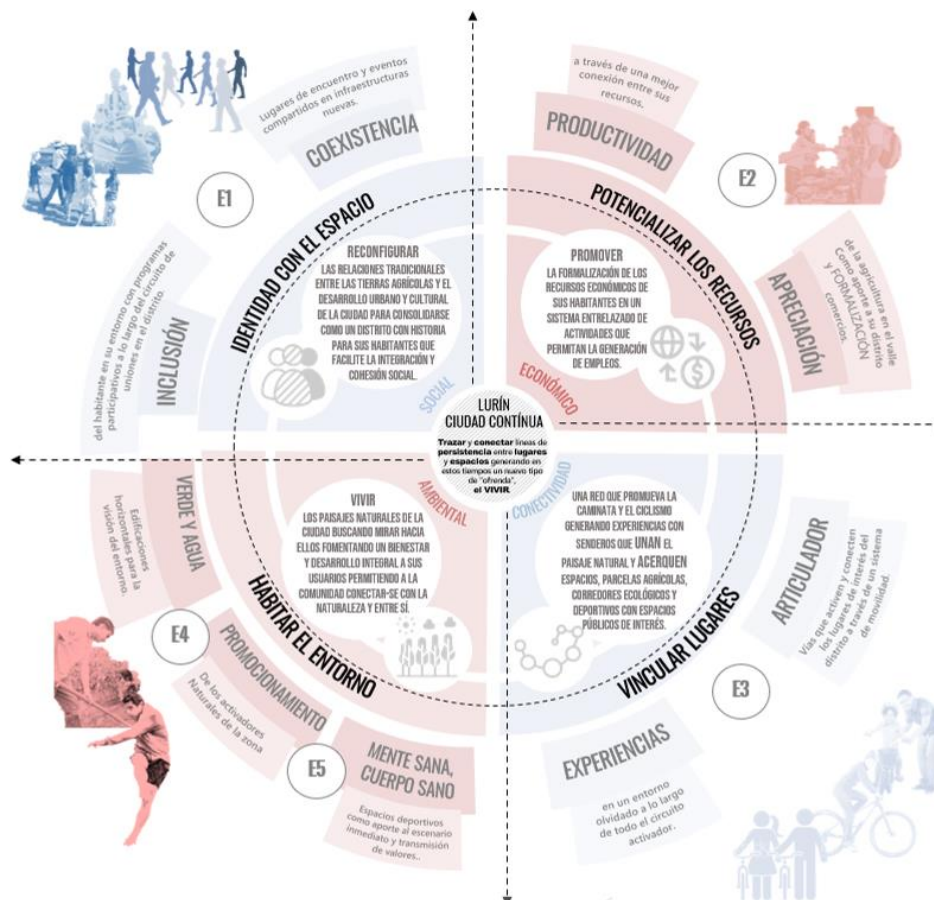 Lugares de encuentro y eventos
compartidos en infraestructuras
nuevas.
COEXISTENCIA
E1
IDENTIDAD CON EL ESPACIO
RECONFIGURAR
LAS RELACIONES TRADICIONALES
ENTRE LAS TIERRAS AGRÍCOLAS Y EL
DESARROLLO URBANO Y CULTURAL
DE LA CIUDAD PARA CONSOLIDARSE
COMO UN DISTRITO CON HISTORIA
PARA SUS HABITANTES QUE
FACILITE LA INTEGRACIÓN Y
COHESIÓN SOCIAL.
SOCIAL
del habitante en su entorno con programas
participativos a lo largo del circuito de
uniones en el distrito.
INCLUSIÓN
a través de una mejor
conexión entre sus
recursos.
PRODUCTIVIDAD
E2
POTENCIALIZAR LOS RECURSOS
PROMOVER
LA FORMALIZACIÓN DE LOS
RECURSOS ECONÓMICOS DE
SUS HABITANTES EN UN
SISTEMA ENTRELAZADO DE
ACTIVIDADES QUE
PERMITAN LA GENERACIÓN
DE EMPLEOS.
ECONÓMICO
APRECIACIÓN
de la agricultura en el valle
Como aporte a su distrito
y FORMALIZACIÓN
comercios.
LURÍN
CIUDAD CONTÍNUA
Trazar y conectar líneas de
persistencia entre lugares
y espacios generando en
estos tiempos un nuevo tipo
de "ofrenda",
el VIVIR.
VERDE Y AGUA
Edificaciones
horizontales para la
visión del entorno.
AMBIENTAL
VIVIR
LOS PAISAJES NATURALES DE LA
CIUDAD BUSCANDO MIRAR HACIA
ELLOS FOMENTANDO UN BIENESTAR
Y DESARROLLO INTEGRAL A SUS
USUARIOS PERMITIENDO A LA
COMUNIDAD CONECTAR-SE CON LA
NATUREZA Y ENTRE SÍ.
HABITAR EL ENTORNO
E4
PROMOCIONAMIENTO
De los activadores
Naturales de la zona
E5
MENTE SANA,
CUERPO SANO
Espacios deportivos
como aporte al escenario
inmediato y transmisión
de valores..
CONECTIVIDAD
UNA RED QUE PROMUEVA LA
CAMINATA Y EL CICLISMO
GENERANDO EXPERIENCIAS CON
SENDEROS QUE UNAN EL
PAISAJE NATURAL Y ACERQUEN
ESPACIOS, PARCELAS AGRÍCOLAS,
CORREDORES ECOLÓGICOS Y
DEPORTIVOS CON ESPACIOS
PÚBLICOS DE INTERÉS.
VINCULAR LUGARES
ARTICULADOR
Vías que activen y conecten
los lugares de interés del
distrito a través de un sistema
de movilidad.
E3
EXPERIENCIAS
en un entorno
olvidado a lo largo
de todo el circuito
activador.